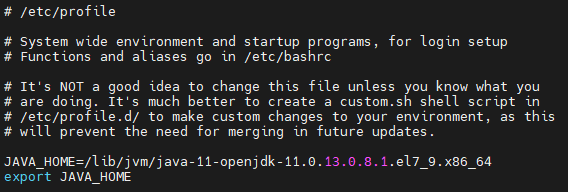 # /etc/profile
# System wide environment and startup programs, for login setup
# Functions and aliases go in /etc/bashrc
# It's NOT a good idea to change this file unless you know what you
# are doing. It's much better to create a custom.sh shell script in
# /etc/profile.d/ to make custom changes to your environment, as this
# will prevent the need for merging in future updates.
JAVA_HOME=/lib/jvm/java-11-openjdk-11.0.13.0.8.1.el7_9.x86_64
export JAVA_HOME